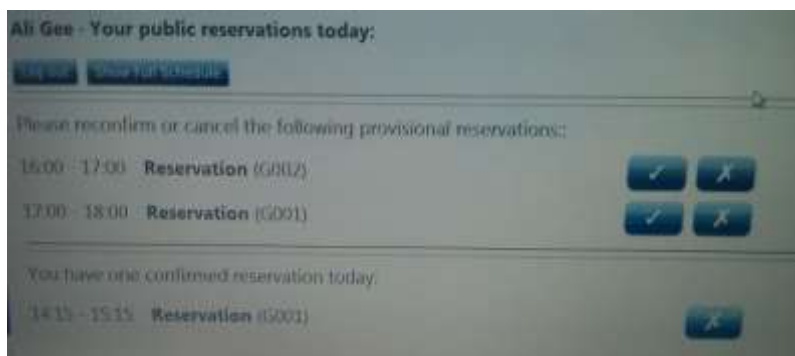 Ali Gee - Your public reservations today:
Log out Show Full Schedule
Please reconfirm or cancel the following provisional reservations::
16:00 - 17:00 Reservation (G002)
17:00 - 18:00 Reservation (G001)
You have one confirmed reservation today:
14:15 - 15:15 Reservation (G001)